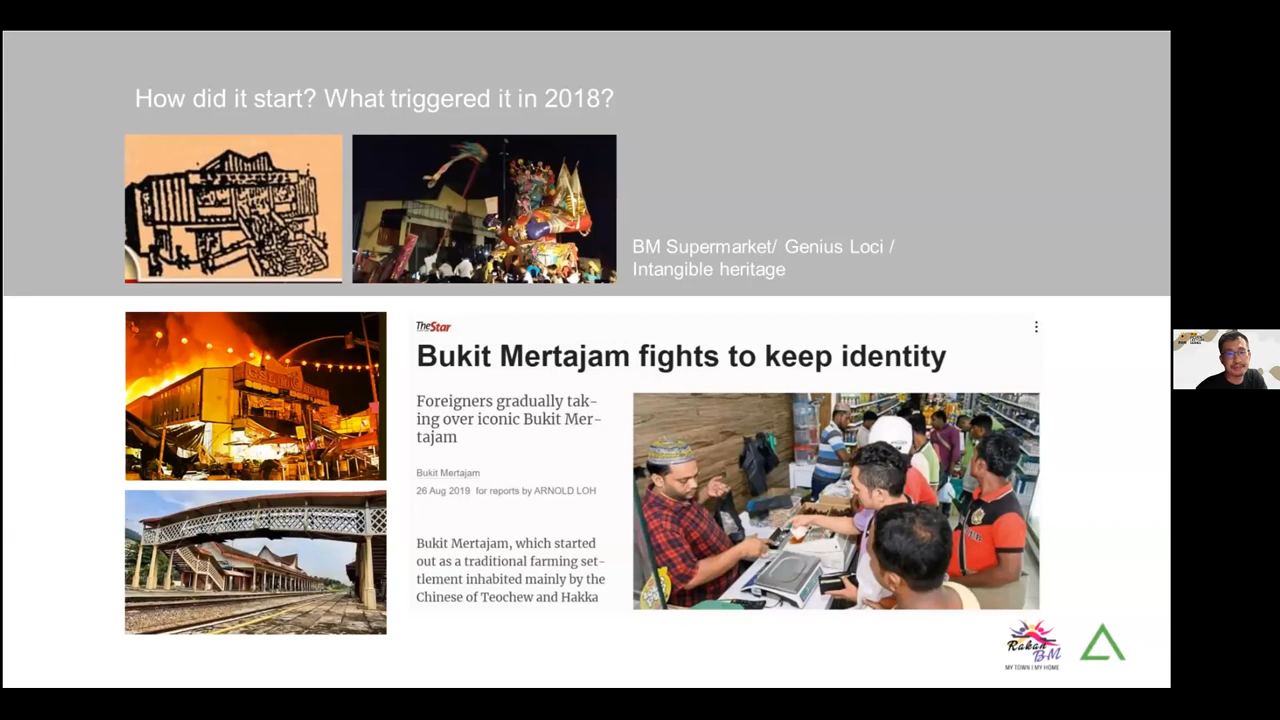 How did it start? What triggered it in 2018?
BM Supermarket/ Genius Loci /
Intangible heritage
TheStar
Bukit Mertajam fights to keep identity
Foreigners gradually tak-
ing over iconic Bukit Mer-
tajam
Bukit Mertajam
26 Aug 2019 for reports by ARNOLD LOH
Bukit Mertajam, which started
out as a traditional farming set-
tlement inhabited mainly by the
Chinese of Teochew and Hakka
Rakan
BM
MY TOWN | MY HOME